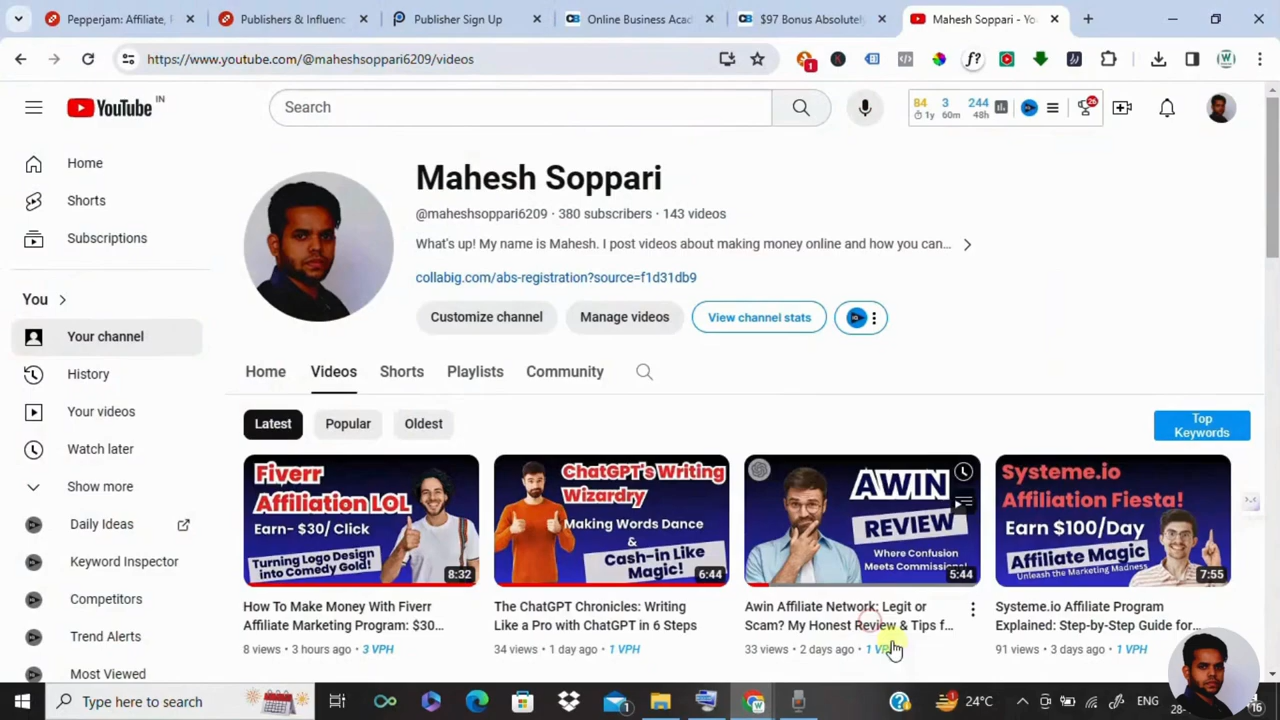 Pepperjam: Affiliate, I
Publishers & Influenc
Publisher Sign Up
Online Business Aca
$97 Bonus Absolutel
Mahesh Soppari - Yo
https://www.youtube.com/@maheshsoppari6209/videos
1
YouTube IN
Search
84 3 244
1y 60m 48h
26
Home
Shorts
Subscriptions
You
Your channel
History
Your videos
Watch later
Show more
Daily Ideas
Keyword Inspector
Competitors
Trend Alerts
Most Viewed
Mahesh Soppari
@maheshsoppari6209 · 380 subscribers · 143 videos
What's up! My name is Mahesh. I post videos about making money online and how you can...
collabig.com/abs-registration?source=f1d31db9
Customize channel
Manage videos
View channel stats
Home
Videos
Shorts
Playlists
Community
Latest
Popular
Oldest
Top
Keywords
Fiverr
Affiliation LOL
Earn- $30/ Click
Turning Logo Design
into Comedy Gold!
8:32
How To Make Money With Fiverr
Affiliate Marketing Program: $30...
8 views • 3 hours ago • 3 VPH
ChatGPT's Writing
Wizardry
Making Words Dance
&
Cash-in Like
Magic!
6:44
The ChatGPT Chronicles: Writing
Like a Pro with ChatGPT in 6 Steps
34 views • 1 day ago • 1 VPH
AWIN
REVIEW
Where Confusion
Meets Commission
5:44
Awin Affiliate Network: Legit or
Scam? My Honest Review & Tips f...
33 views • 2 days ago • 1
Systeme.io
Affiliation Fiesta!
Earn $100/Day
Affiliate Magic
Unleash the Marketing Madness
7:55
Systeme.io Affiliate Program
Explained: Step-by-Step Guide for...
91 views • 3 days ago • 1 VPH
Type here to search
1
24°C
ENG
16